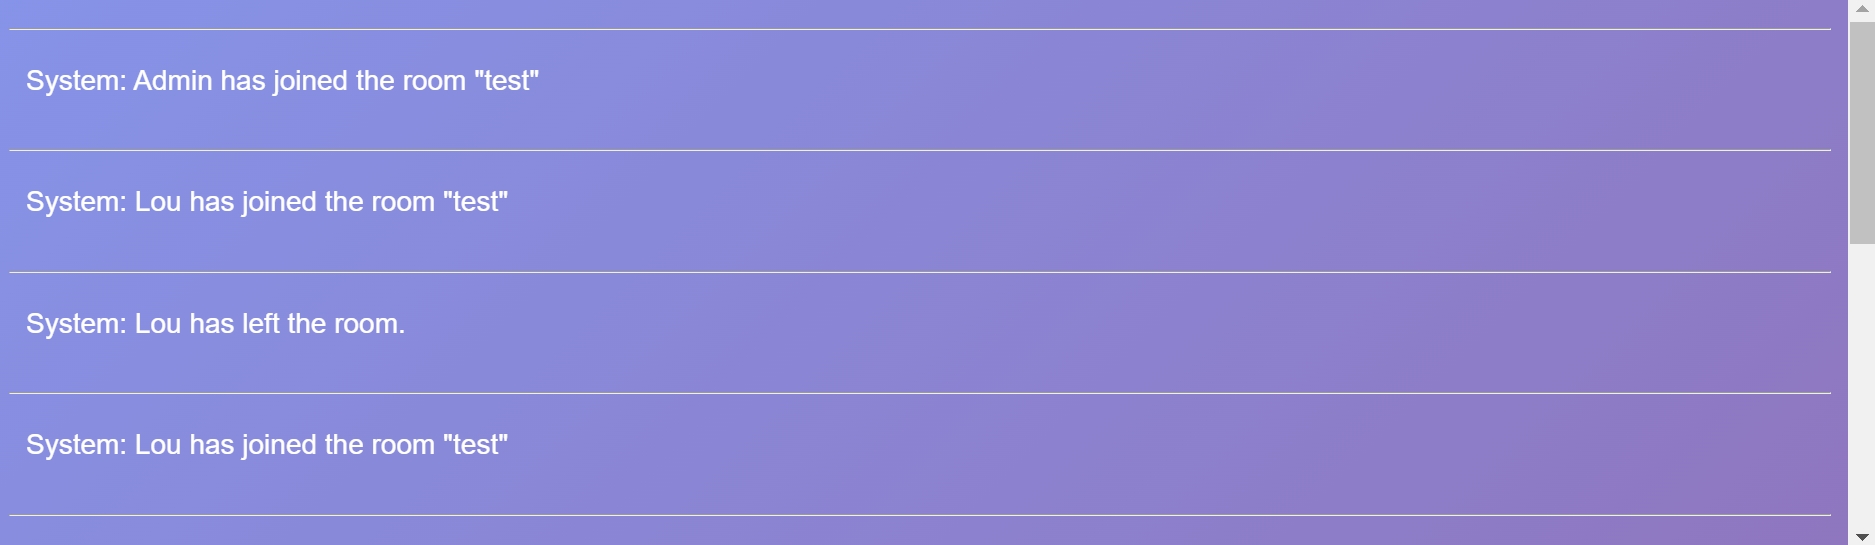 System: Admin has joined the room "test"
System: Lou has joined the room "test"
System: Lou has left the room.
System: Lou has joined the room "test"